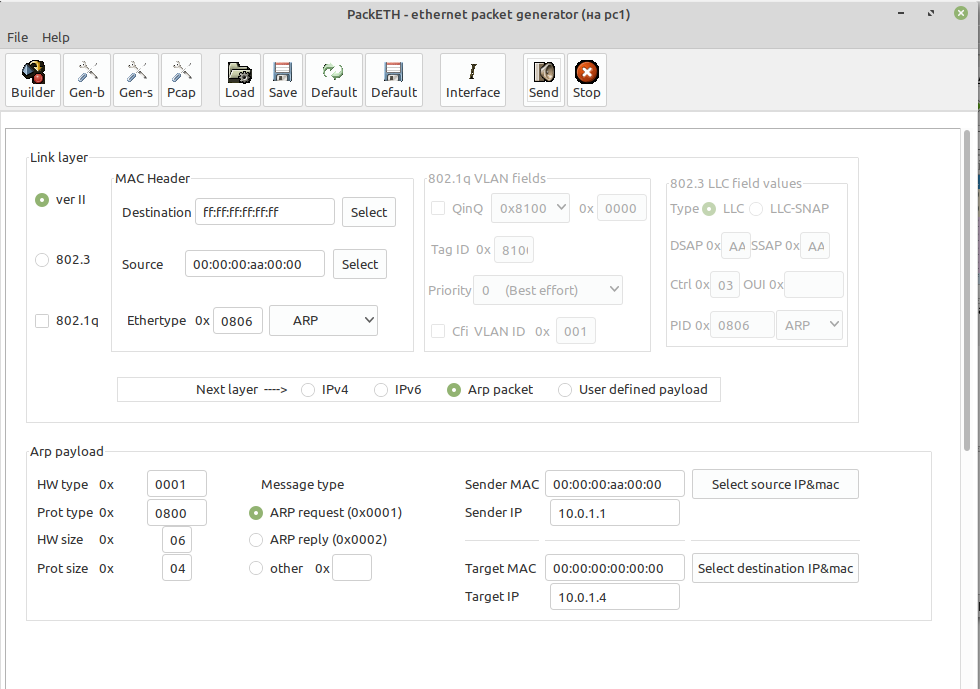 PackETH - ethernet packet generator (на pc1)
File Help
Builder Gen-b Gen-s Pcap Load Save Default Default Interface Send Stop
Link layer
ver II
802.3
802.1q
MAC Header
Destination ff:ff:ff:ff:ff:ff Select
Source 00:00:00:aa:00:00 Select
Ethertype 0x 0806 ARP
802.1q VLAN fields
QinQ 0x8100 0x 0000
Tag ID 0x 810
Priority 0 (Best effort)
Cfi VLAN ID 0x 001
802.3 LLC field values
Type LLC LLC-SNAP
DSAP 0x AA SSAP 0x AA
Ctrl 0x 03 OUI 0x
PID 0x 0806 ARP
Next layer ----> IPv4 IPv6 Arp packet User defined payload
Arp payload
HW type 0x 0001
Prot type 0x 0800
HW size 0x 06
Prot size 0x 04
Message type
ARP request (0x0001)
ARP reply (0x0002)
other 0x
Sender MAC 00:00:00:aa:00:00 Select source IP&mac
Sender IP 10.0.1.1
Target MAC 00:00:00:00:00:00 Select destination IP&mac
Target IP 10.0.1.4